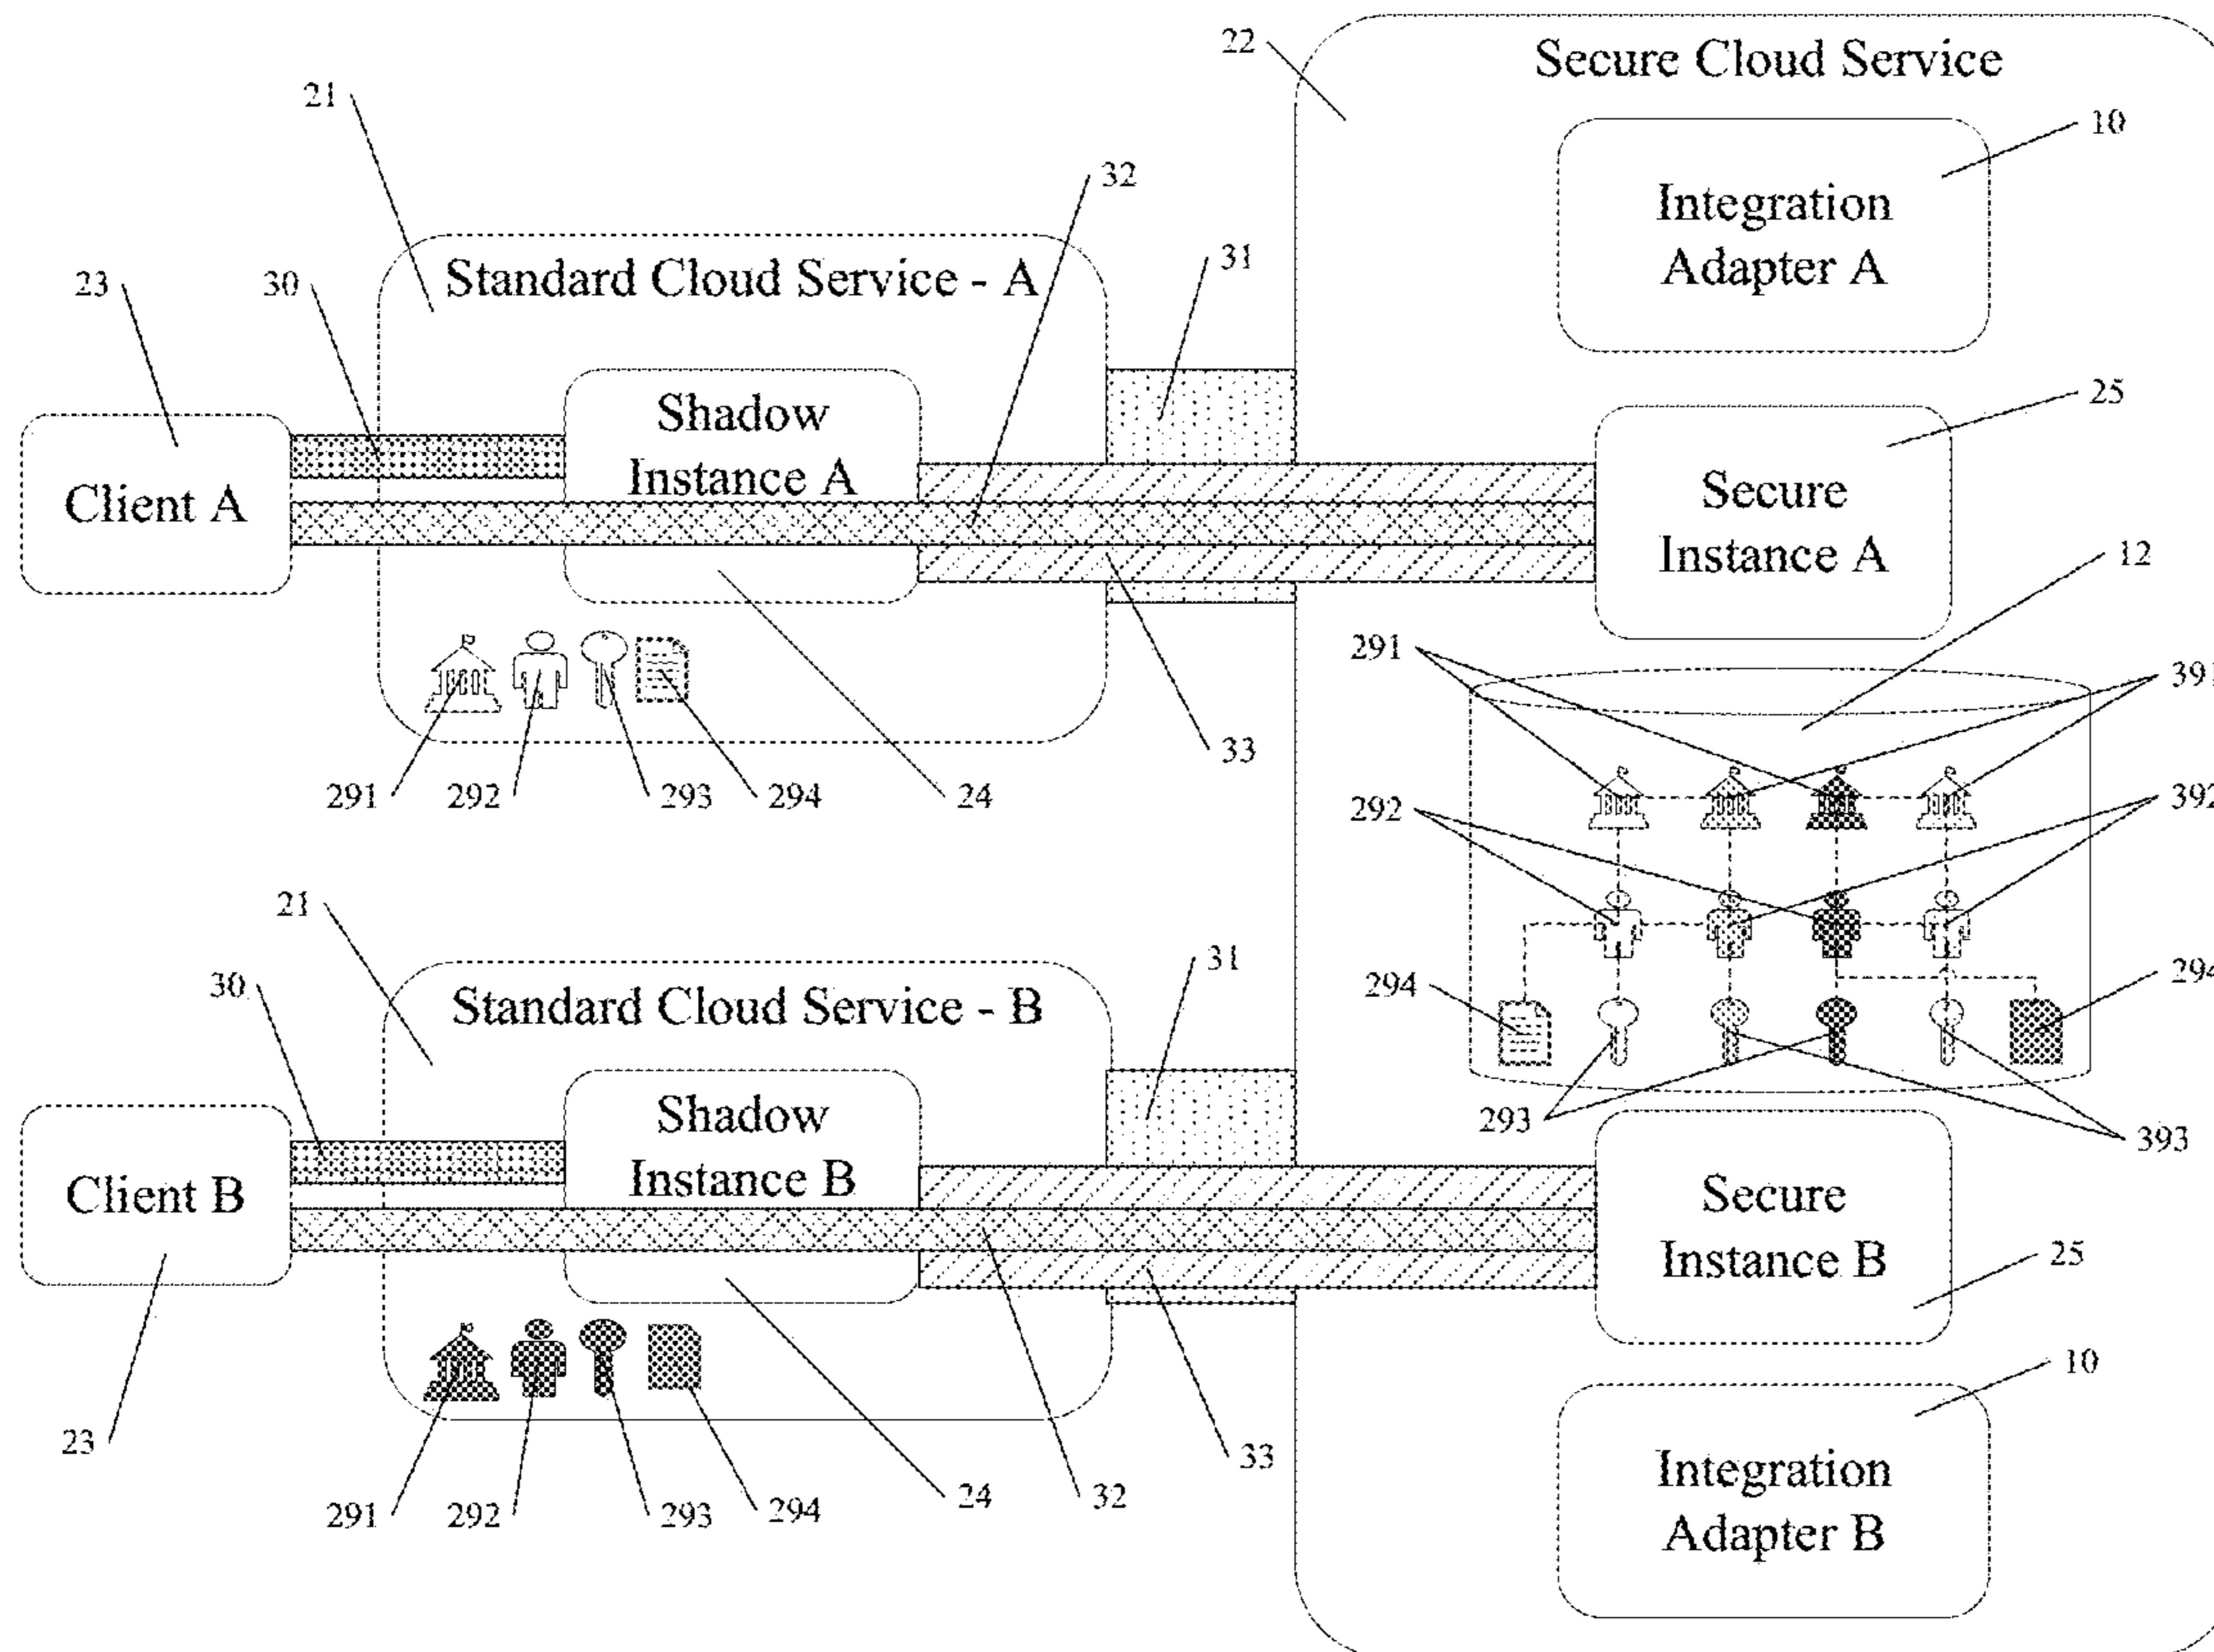 22
Secure Cloud Service
21
10
Integration
Adapter A
32
31
23
30
Standard Cloud Service - A
25
Shadow
Instance A
Client A
Secure
Instance A
12
291
391
33
291
292
293
294
24
292
392
21
31
294
294
30
Standard Cloud Service - B
Shadow
Instance B
293
393
Client B
Secure
Instance B
25
10
23
33
291
292
293
294
24
32
Integration
Adapter B